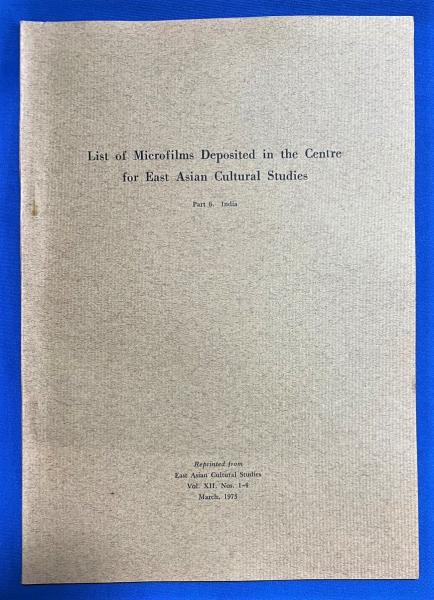 List of Microfilms Deposited in the Centre
for East Asian Cultural Studies
Part 6. India
Reprinted from
East Asian Cultural Studies
Vol. XII, Nos. 1-4
March, 1973